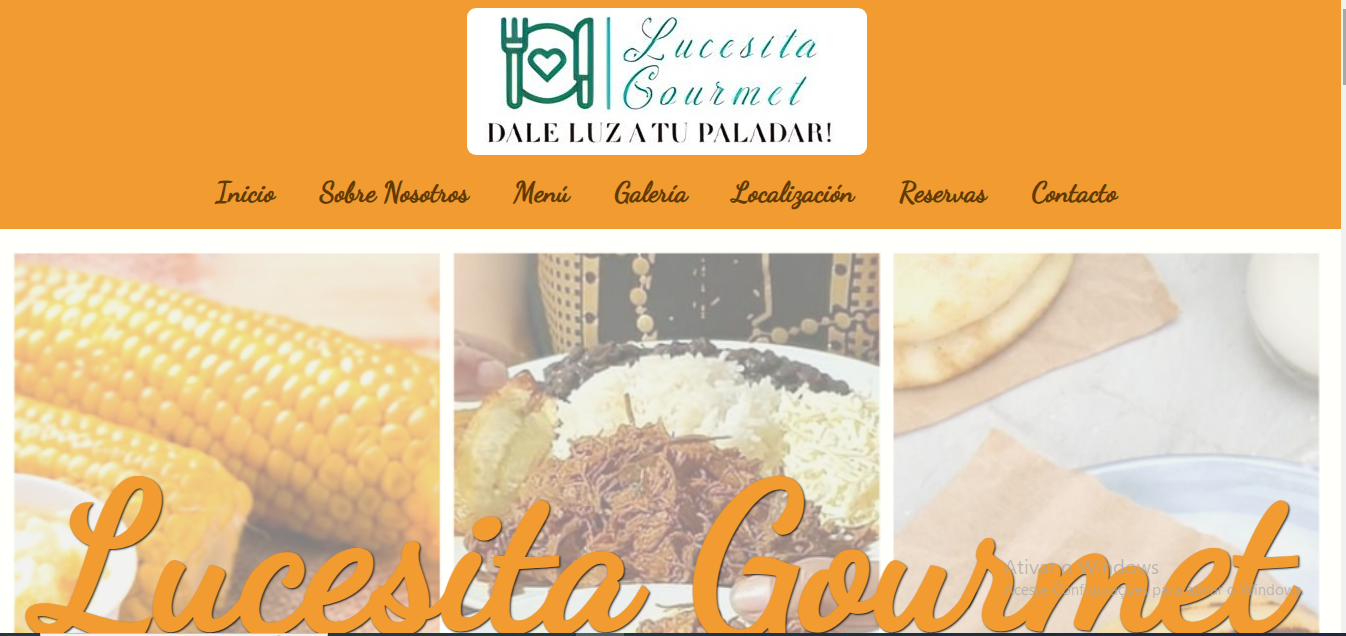 Lucesita
Gourmet
DALE LUZ A TU PALADAR!
Inicio Sobre Nosotros Menú Galería Localización Reservas Contacto
Lucesita Gourmet
Ativar o Windows
Acesse Configurações para ativar o Windows.